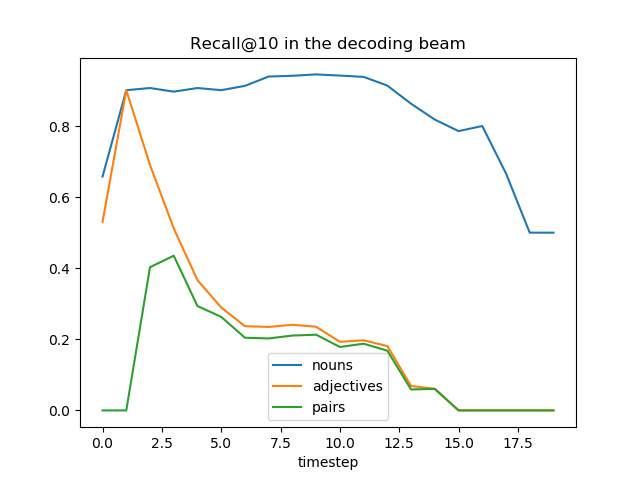 Recall@10 in the decoding beam
0.8
0.6
0.4
0.2
0.0
nouns
adjectives
pairs
0.0 2.5 5.0 7.5 10.0 12.5 15.0 17.5
timestep